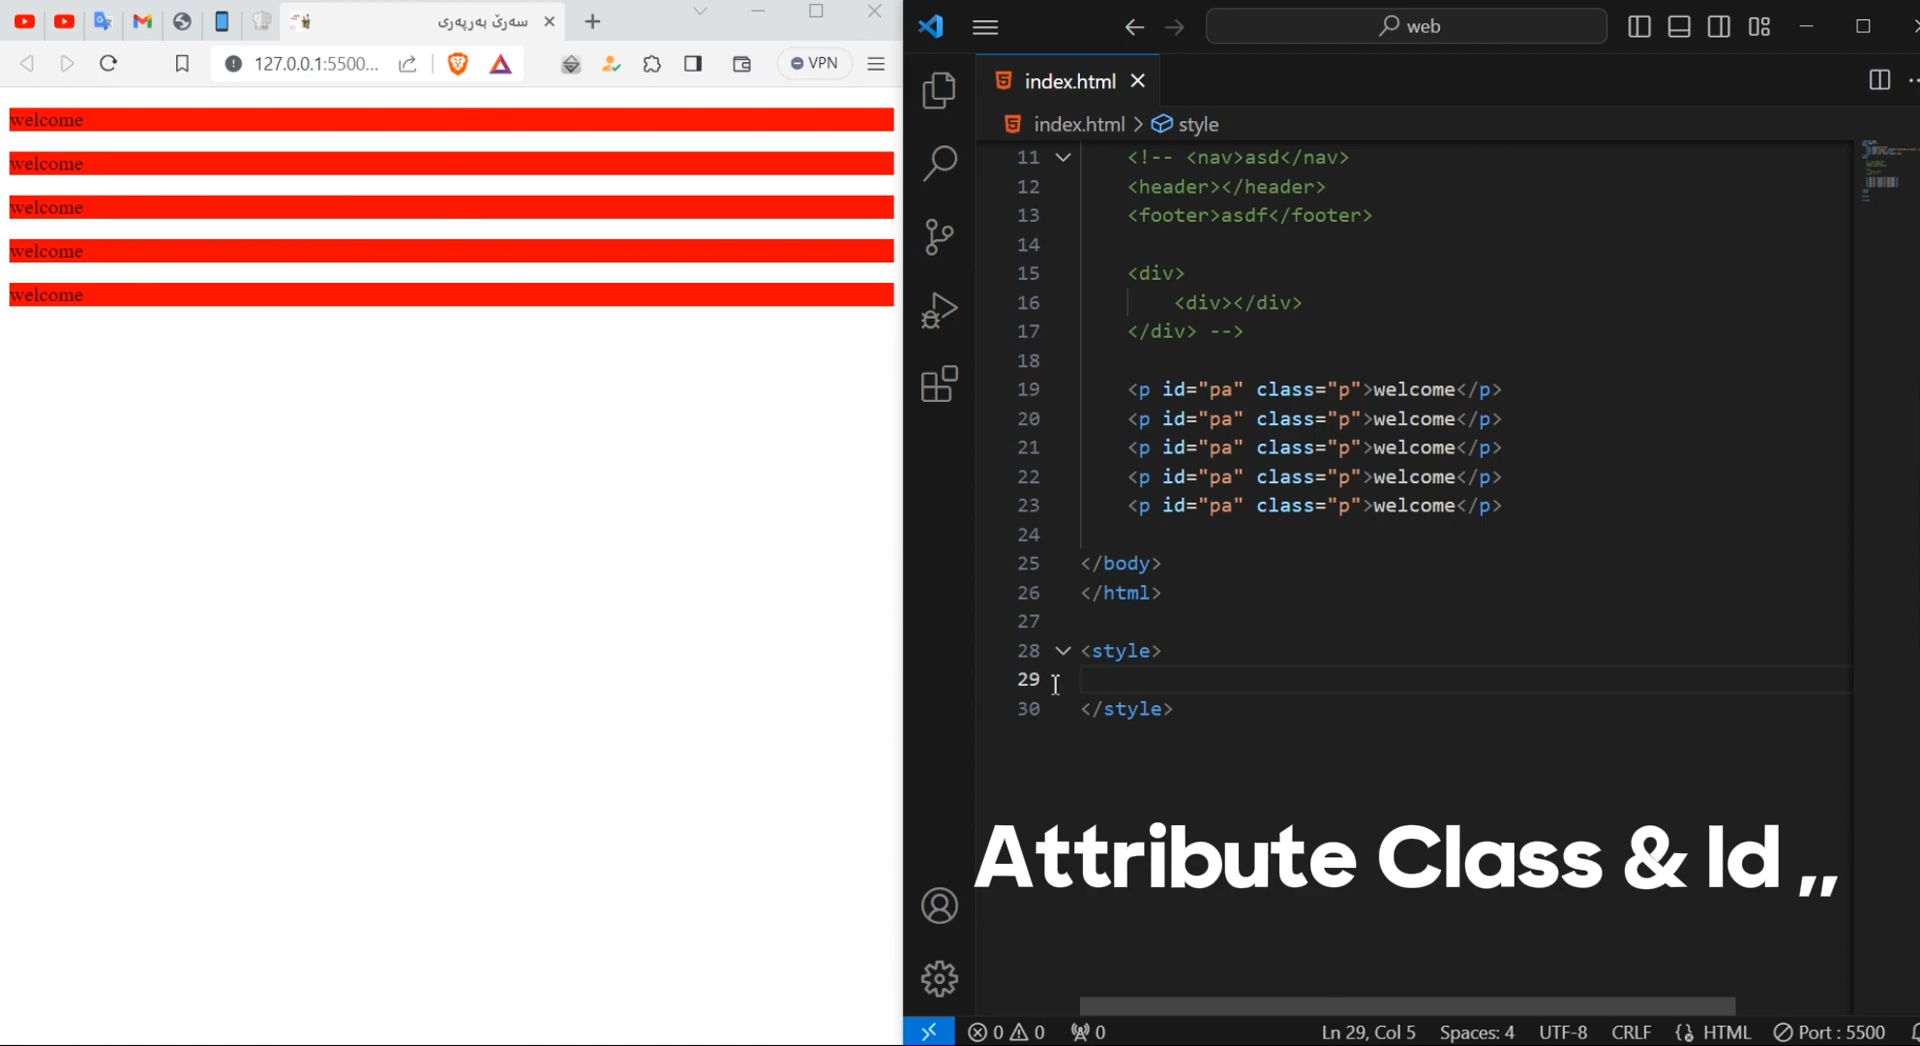 سەرێ بەرپەری
127.0.0.1:5500...
VPN
welcome
welcome
welcome
welcome
welcome
web
index.html
index.html > style
11 <!-- <nav>asd</nav>
12 <header></header>
13 <footer>asdf</footer>
14
15 <div>
16 <div></div>
17 </div> -->
18
19 <p id="pa" class="p">welcome</p>
20 <p id="pa" class="p">welcome</p>
21 <p id="pa" class="p">welcome</p>
22 <p id="pa" class="p">welcome</p>
23 <p id="pa" class="p">welcome</p>
24
25 </body>
26 </html>
27
28 <style>
29
30 </style>
Attribute Class & Id ,,
0 0 0 Ln 29, Col 5 Spaces: 4 UTF-8 CRLF HTML Port : 5500